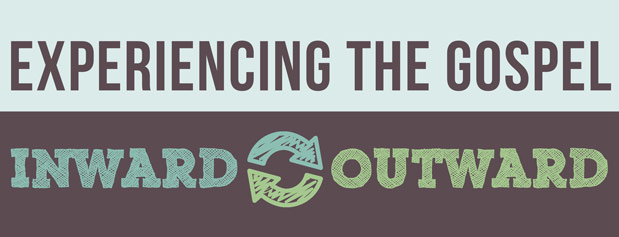 EXPERIENCING THE GOSPEL
INWARD OUTWARD